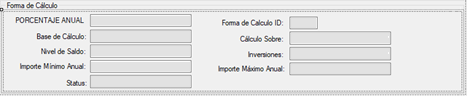 Forma de Cálculo
PORCENTAJE ANUAL
Forma de Calculo ID:
Base de Cálculo:
Cálculo Sobre:
Nivel de Saldo:
Inversiones:
Importe Mínimo Anual:
Importe Máximo Anual:
Status: